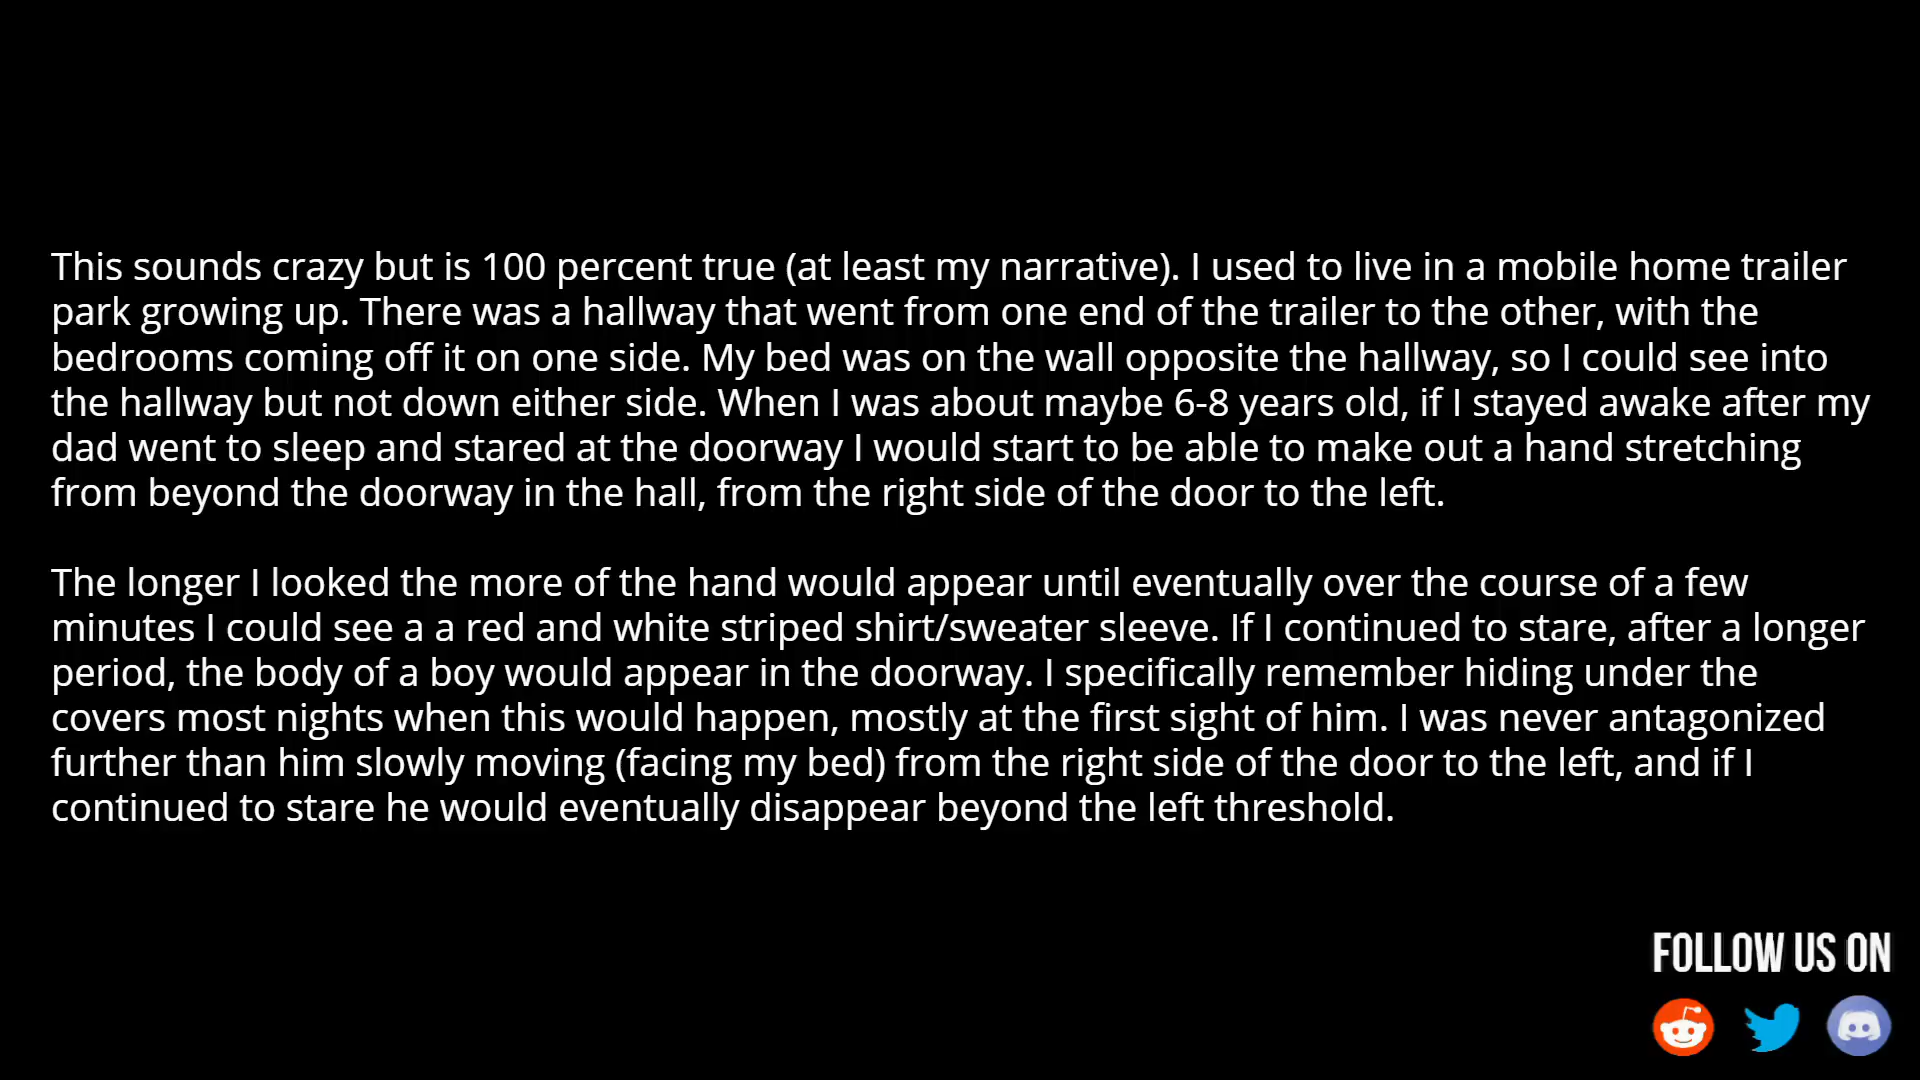 This sounds crazy but is 100 percent true (at least my narrative). I used to live in a mobile home trailer
park growing up. There was a hallway that went from one end of the trailer to the other, with the
bedrooms coming off it on one side. My bed was on the wall opposite the hallway, so I could see into
the hallway but not down either side. When I was about maybe 6-8 years old, if I stayed awake after my
dad went to sleep and stared at the doorway I would start to be able to make out a hand stretching
from beyond the doorway in the hall, from the right side of the door to the left.
The longer I looked the more of the hand would appear until eventually over the course of a few
minutes I could see a a red and white striped shirt/sweater sleeve. If I continued to stare, after a longer
period, the body of a boy would appear in the doorway. I specifically remember hiding under the
covers most nights when this would happen, mostly at the first sight of him. I was never antagonized
further than him slowly moving (facing my bed) from the right side of the door to the left, and if I
continued to stare he would eventually disappear beyond the left threshold.
FOLLOW US ON